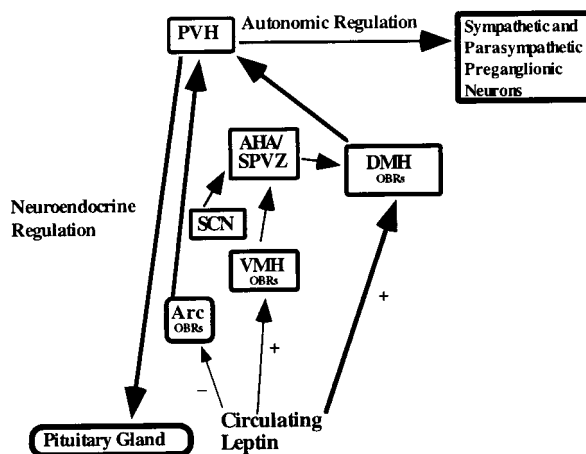 Autonomic Regulation
PVH
Sympathetic and
Parasympathetic
Preganglionic
Neurons
AHA/
SPVZ
DMH
OBRs
Neuroendocrine
Regulation
SCN
VMH
OBRs
Arc
OBRs
+
+
–
Circulating
Leptin
Pituitary Gland